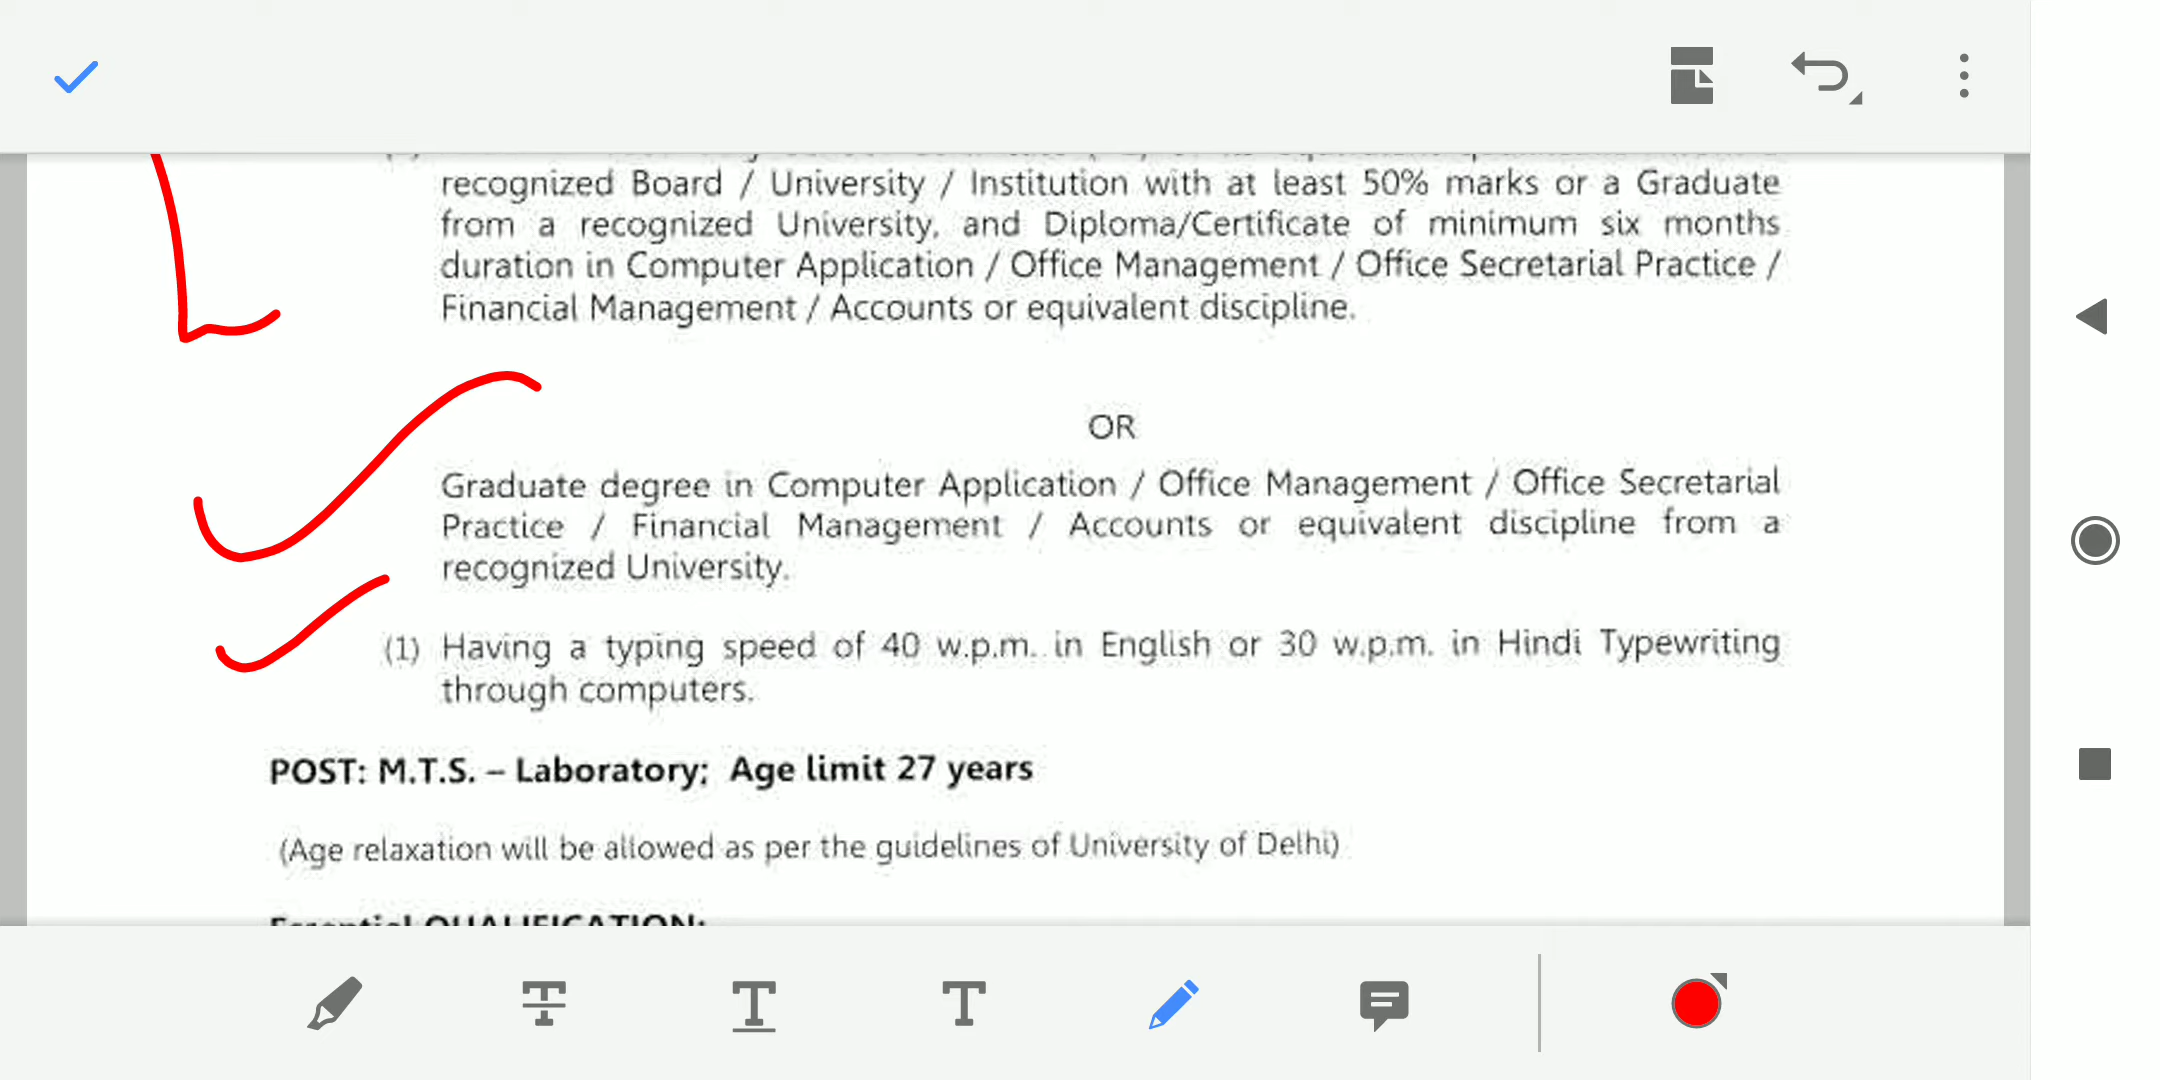 recognized Board / University / Institution with at least 50% marks or a Graduate
from a recognized University, and Diploma/Certificate of minimum six months
duration in Computer Application / Office Management / Office Secretarial Practice /
Financial Management / Accounts or equivalent discipline.
OR
Graduate degree in Computer Application / Office Management / Office Secretarial
Practice / Financial Management / Accounts or equivalent discipline from a
recognized University.
(1) Having a typing speed of 40 w.p.m. in English or 30 w.p.m. in Hindi Typewriting
through computers.
POST: M.T.S. – Laboratory; Age limit 27 years
(Age relaxation will be allowed as per the guidelines of University of Delhi)
Essential QUALIFICATION: